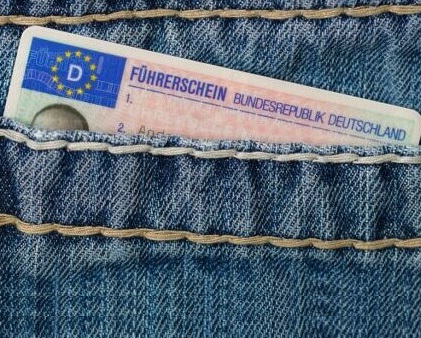 D
FÜHRERSCHEIN BUNDESREPUBLIK DEUTSCHLAND
1.
2.